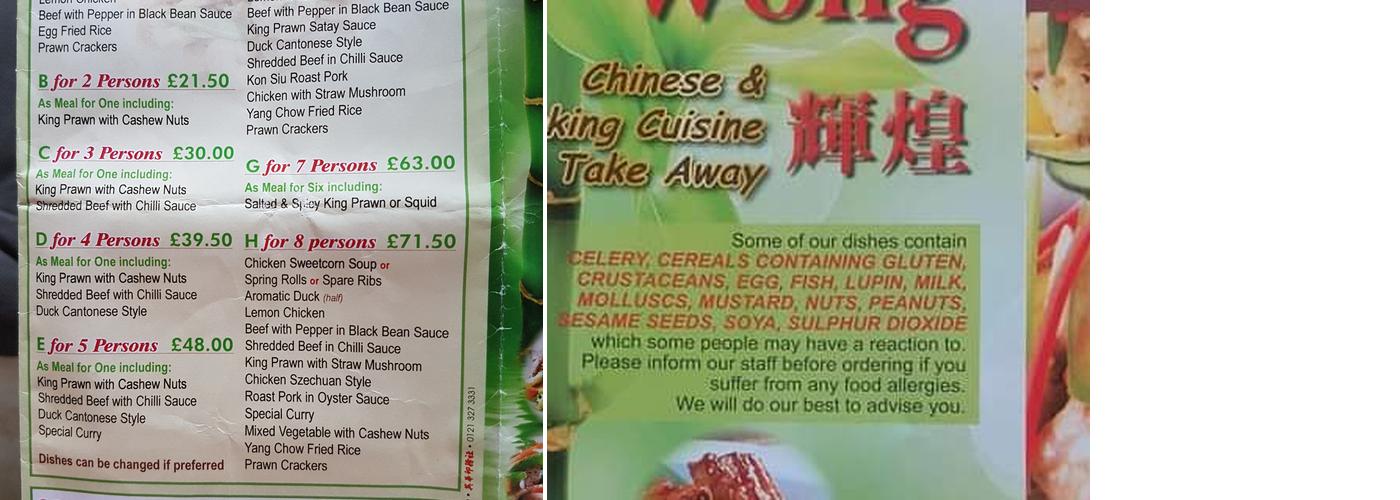 Beef with Pepper in Black Bean Sauce
Egg Fried Rice
Prawn Crackers
B for 2 Persons £21.50
As Meal for One including:
King Prawn with Cashew Nuts
C for 3 Persons £30.00
As Meal for One including:
King Prawn with Cashew Nuts
Shredded Beef with Chilli Sauce
D for 4 Persons £39.50
As Meal for One including:
King Prawn with Cashew Nuts
Shredded Beef with Chilli Sauce
Duck Cantonese Style
E for 5 Persons £48.00
As Meal for One including:
King Prawn with Cashew Nuts
Shredded Beef with Chilli Sauce
Duck Cantonese Style
Special Curry
Dishes can be changed if preferred
Beef with Pepper in Black Bean Sauce
King Prawn Satay Sauce
Duck Cantonese Style
Shredded Beef in Chilli Sauce
Kon Siu Roast Pork
Chicken with Straw Mushroom
Yang Chow Fried Rice
Prawn Crackers
G for 7 Persons £63.00
As Meal for Six including:
Salted & Spicy King Prawn or Squid
H for 8 persons £71.50
Chicken Sweetcorn Soup or
Spring Rolls or Spare Ribs
Aromatic Duck (half)
Lemon Chicken
Beef with Pepper in Black Bean Sauce
Shredded Beef in Chilli Sauce
King Prawn with Straw Mushroom
Chicken Szechuan Style
Roast Pork in Oyster Sauce
Special Curry
Mixed Vegetable with Cashew Nuts
Yang Chow Fried Rice
Prawn Crackers
0121 327 3331
Wong
Chinese &
king Cuisine
Take Away
輝煌
Some of our dishes contain
CELERY, CEREALS CONTAINING GLUTEN,
CRUSTACEANS, EGG, FISH, LUPIN, MILK,
MOLLUSCS, MUSTARD, NUTS, PEANUTS,
SESAME SEEDS, SOYA, SULPHUR DIOXIDE
which some people may have a reaction to.
Please inform our staff before ordering if you
suffer from any food allergies.
We will do our best to advise you.